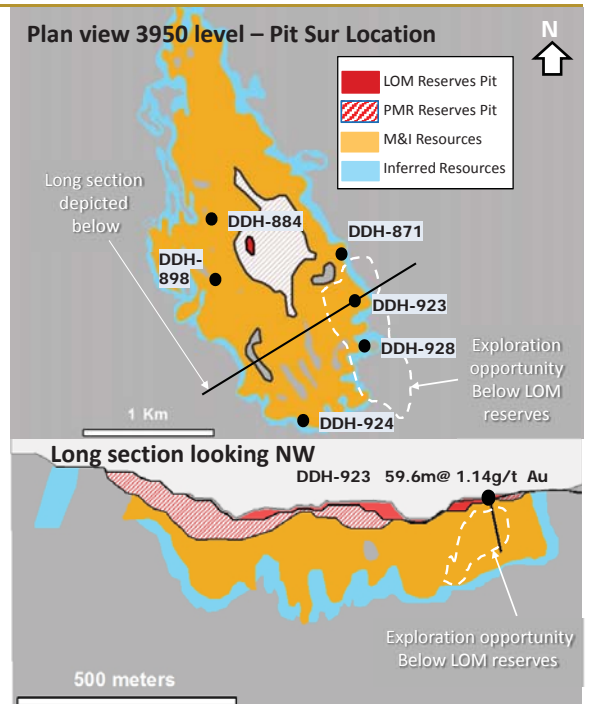 Plan view 3950 level – Pit Sur Location
N
LOM Reserves Pit
PMR Reserves Pit
M&I Resources
Inferred Resources
Long section
depicted
below
DDH-884
DDH-871
DDH-
898
DDH-923
DDH-928
Exploration
opportunity
Below LOM
reserves
DDH-924
1 Km
Long section looking NW
DDH-923 59.6m@ 1.14g/t Au
Exploration opportunity
Below LOM reserves
500 meters